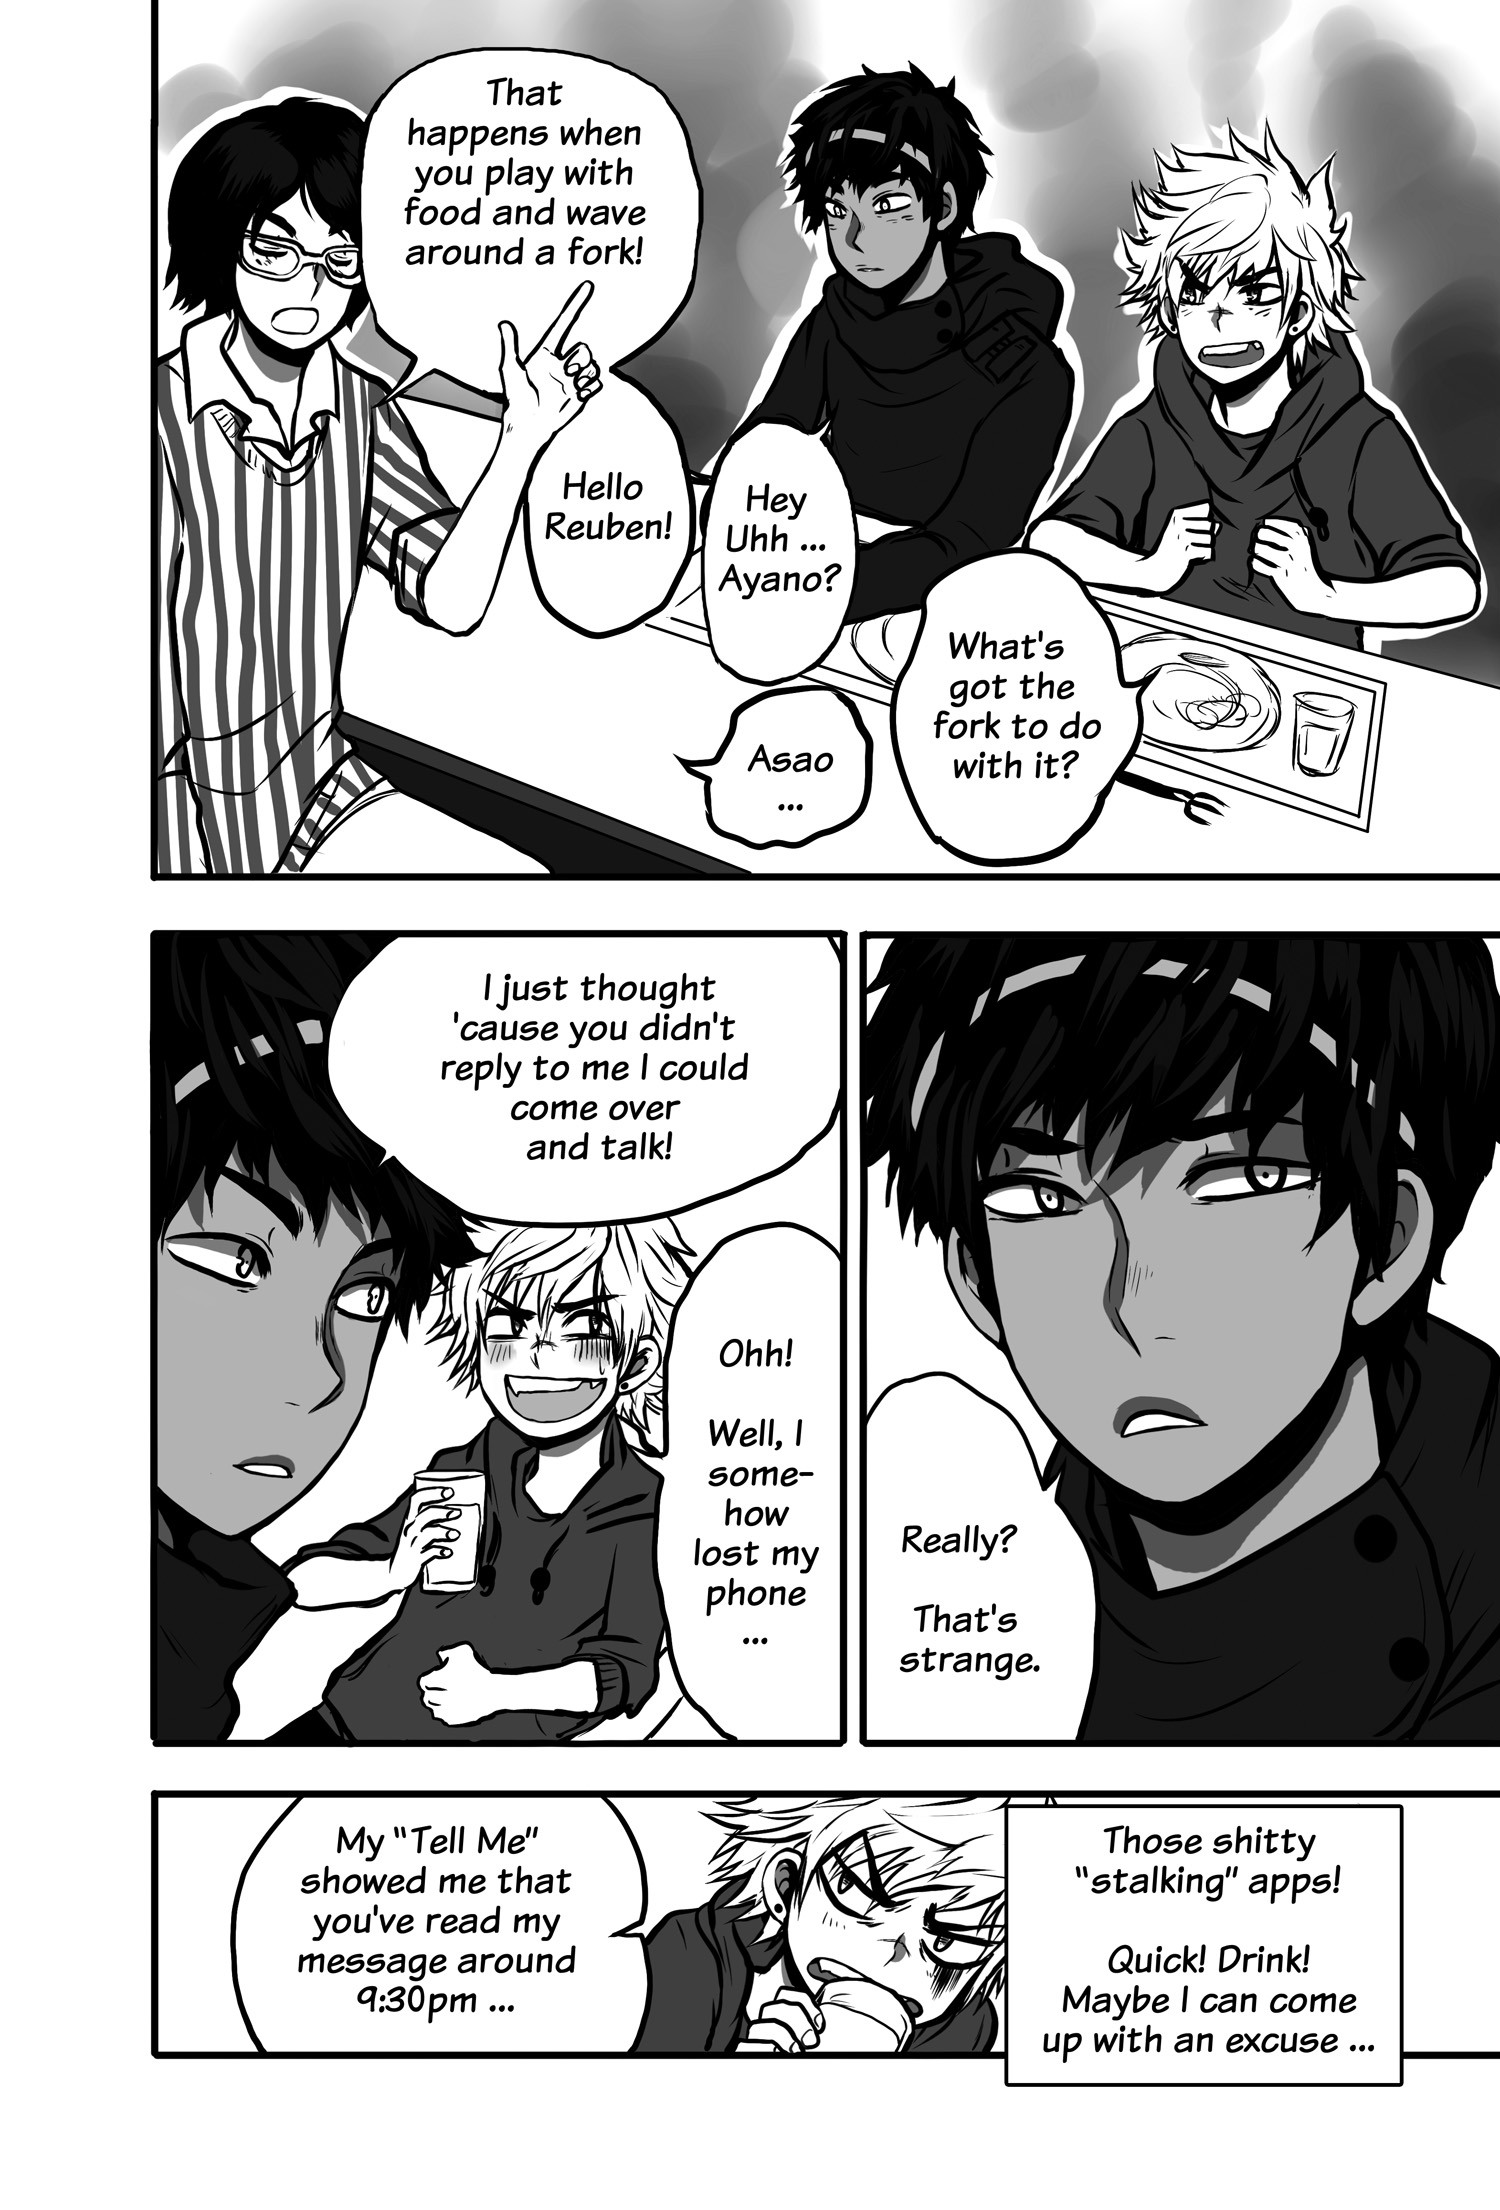 That
happens when
you play with
food and wave
around a fork!
Hello
Reuben!
Hey
Uhh ...
Ayano?
Asao
...
What's
got the
fork to do
with it?
I just thought
'cause you didn't
reply to me I could
come over
and talk!
Ohh!
Well, I
some-
how
lost my
phone
...
Really?
That's
strange.
My "Tell Me"
showed me that
you've read my
message around
9:30pm ...
Those shitty
"stalking" apps!
Quick! Drink!
Maybe I can come
up with an excuse ...